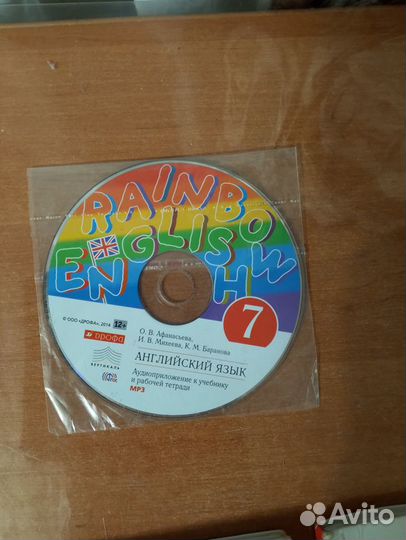 RAINBOW
ENGLISH
© ООО «ДРОФА», 2014 12+
дрофа
ВЕРТИКАЛЬ
7
О. В. Афанасьева,
И. В. Михеева, К. М. Баранова
АНГЛИЙСКИЙ ЯЗЫК
Аудиоприложение к учебнику
и рабочей тетради
MP3
Avito